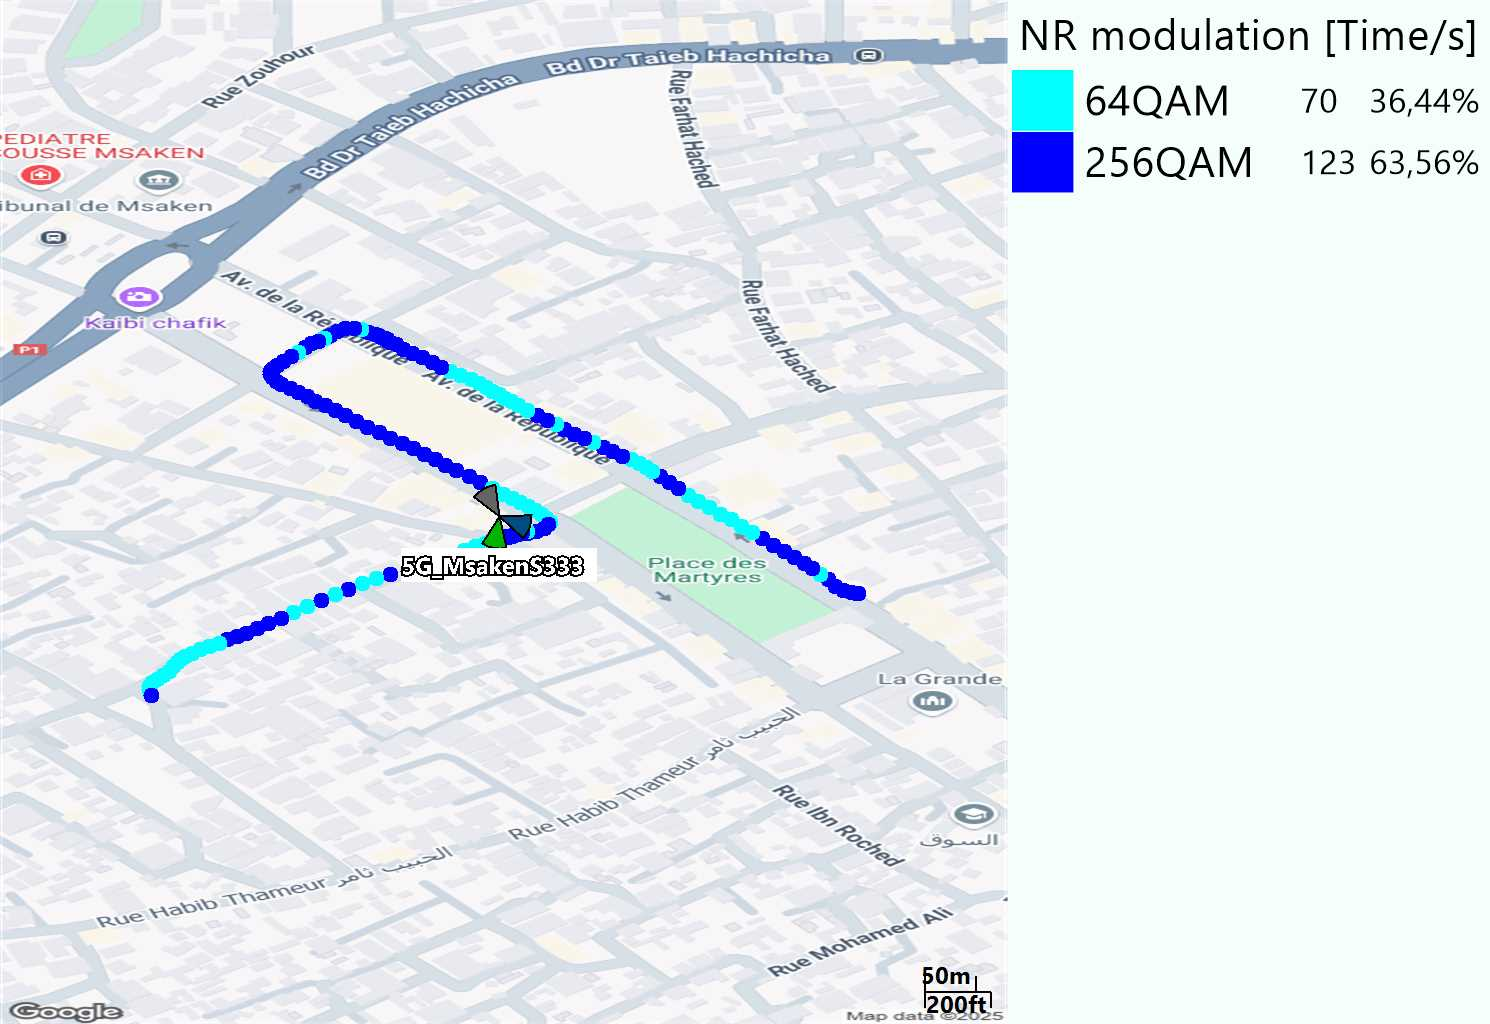 NR modulation [Time/s]
64QAM 70 36,44%
256QAM 123 63,56%
Rue Zouhour
Bd Dr Taieb Hachicha
Bd Dr Taieb Hachicha
Rue Farhat Hached
PEDIATRE
OUSSE MSAKEN
ibunal de Msaken
Av. de la République
Kaibi chafik
P1
Rue Farhat Hached
Av. de la République
5G_MsakenS333
Place des
Martyres
La Grande
Rue Habib Thameur الحبيب ثامر
Rue Ibn Roched
السوق
Rue Habib Thameur الحبيب ثامر
Rue Mohamed Ali
50m
200ft
Google
Map data ©2025